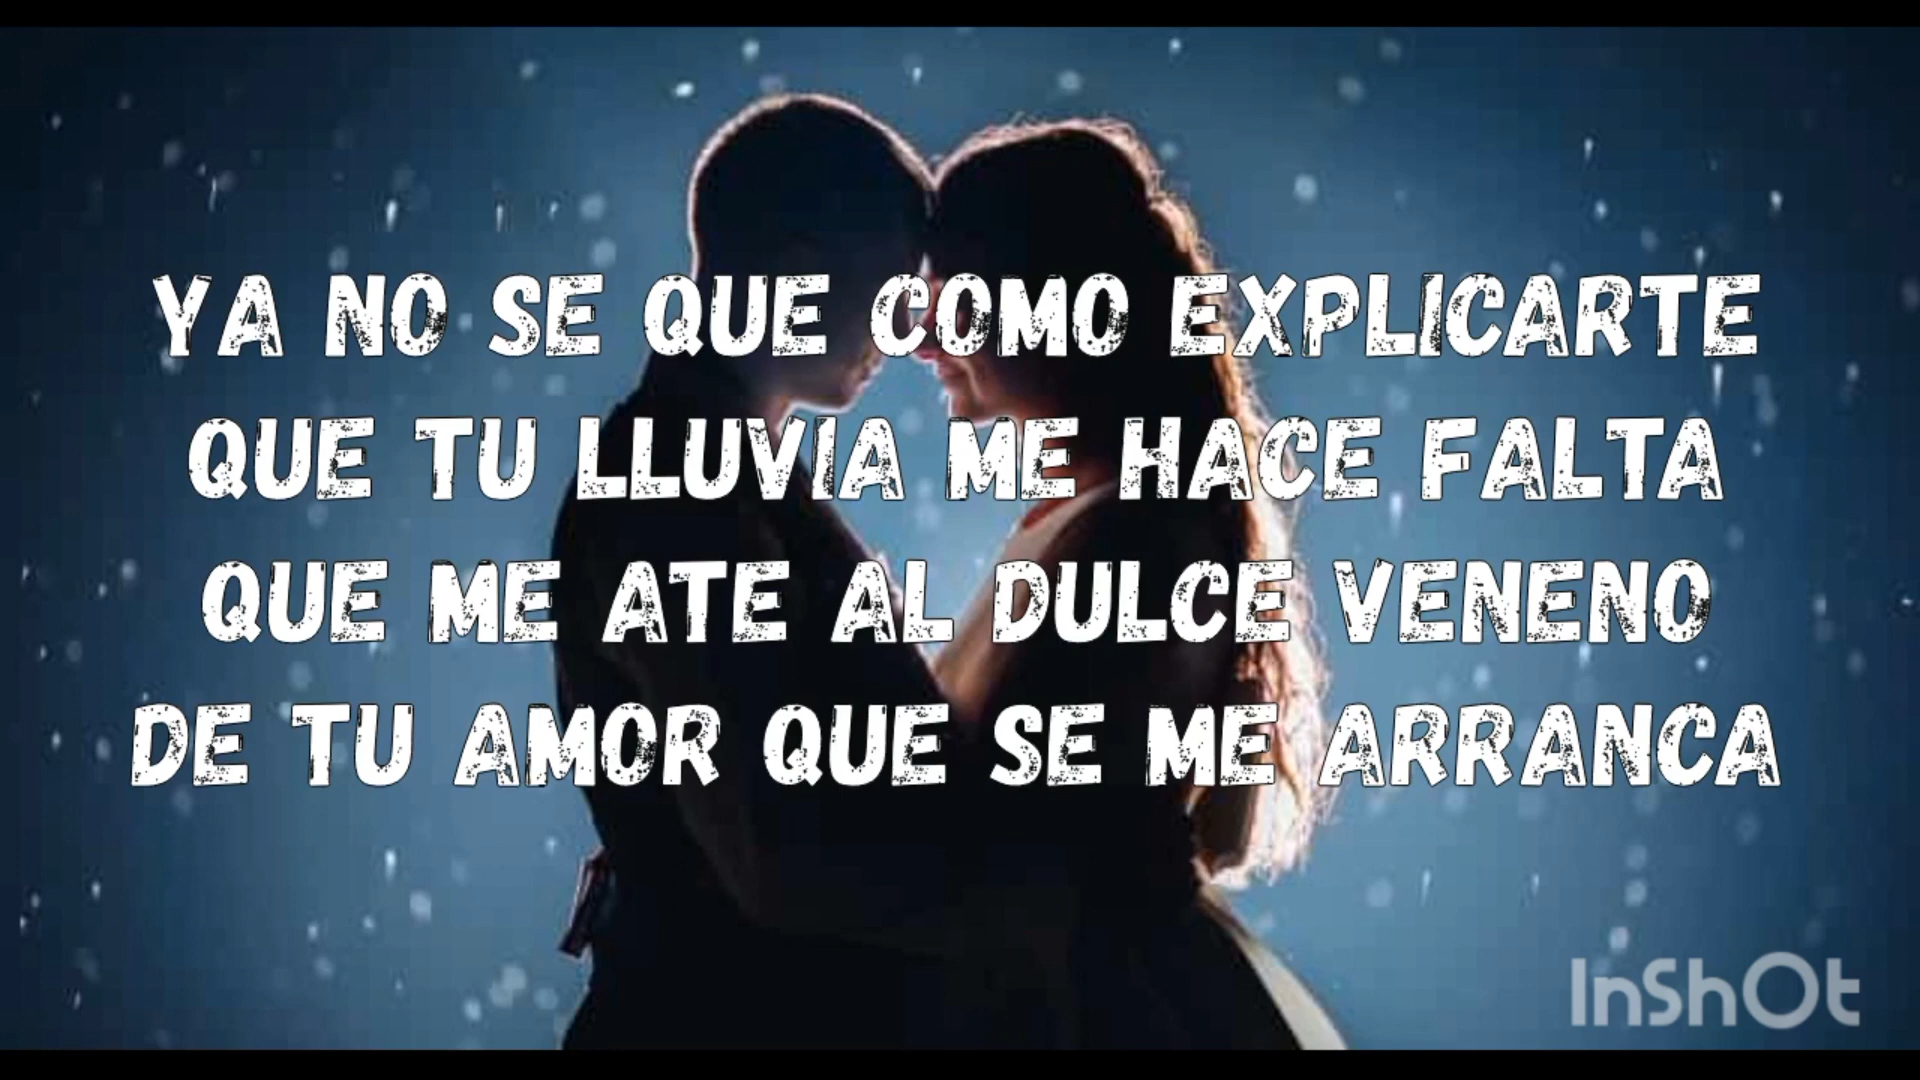 YA NO SE QUE COMO EXPLICARTE
QUE TU LLUVIA ME HACE FALTA
QUE ME ATE AL DULCE VENENO
DE TU AMOR QUE SE ME ARRANCA
InShOt